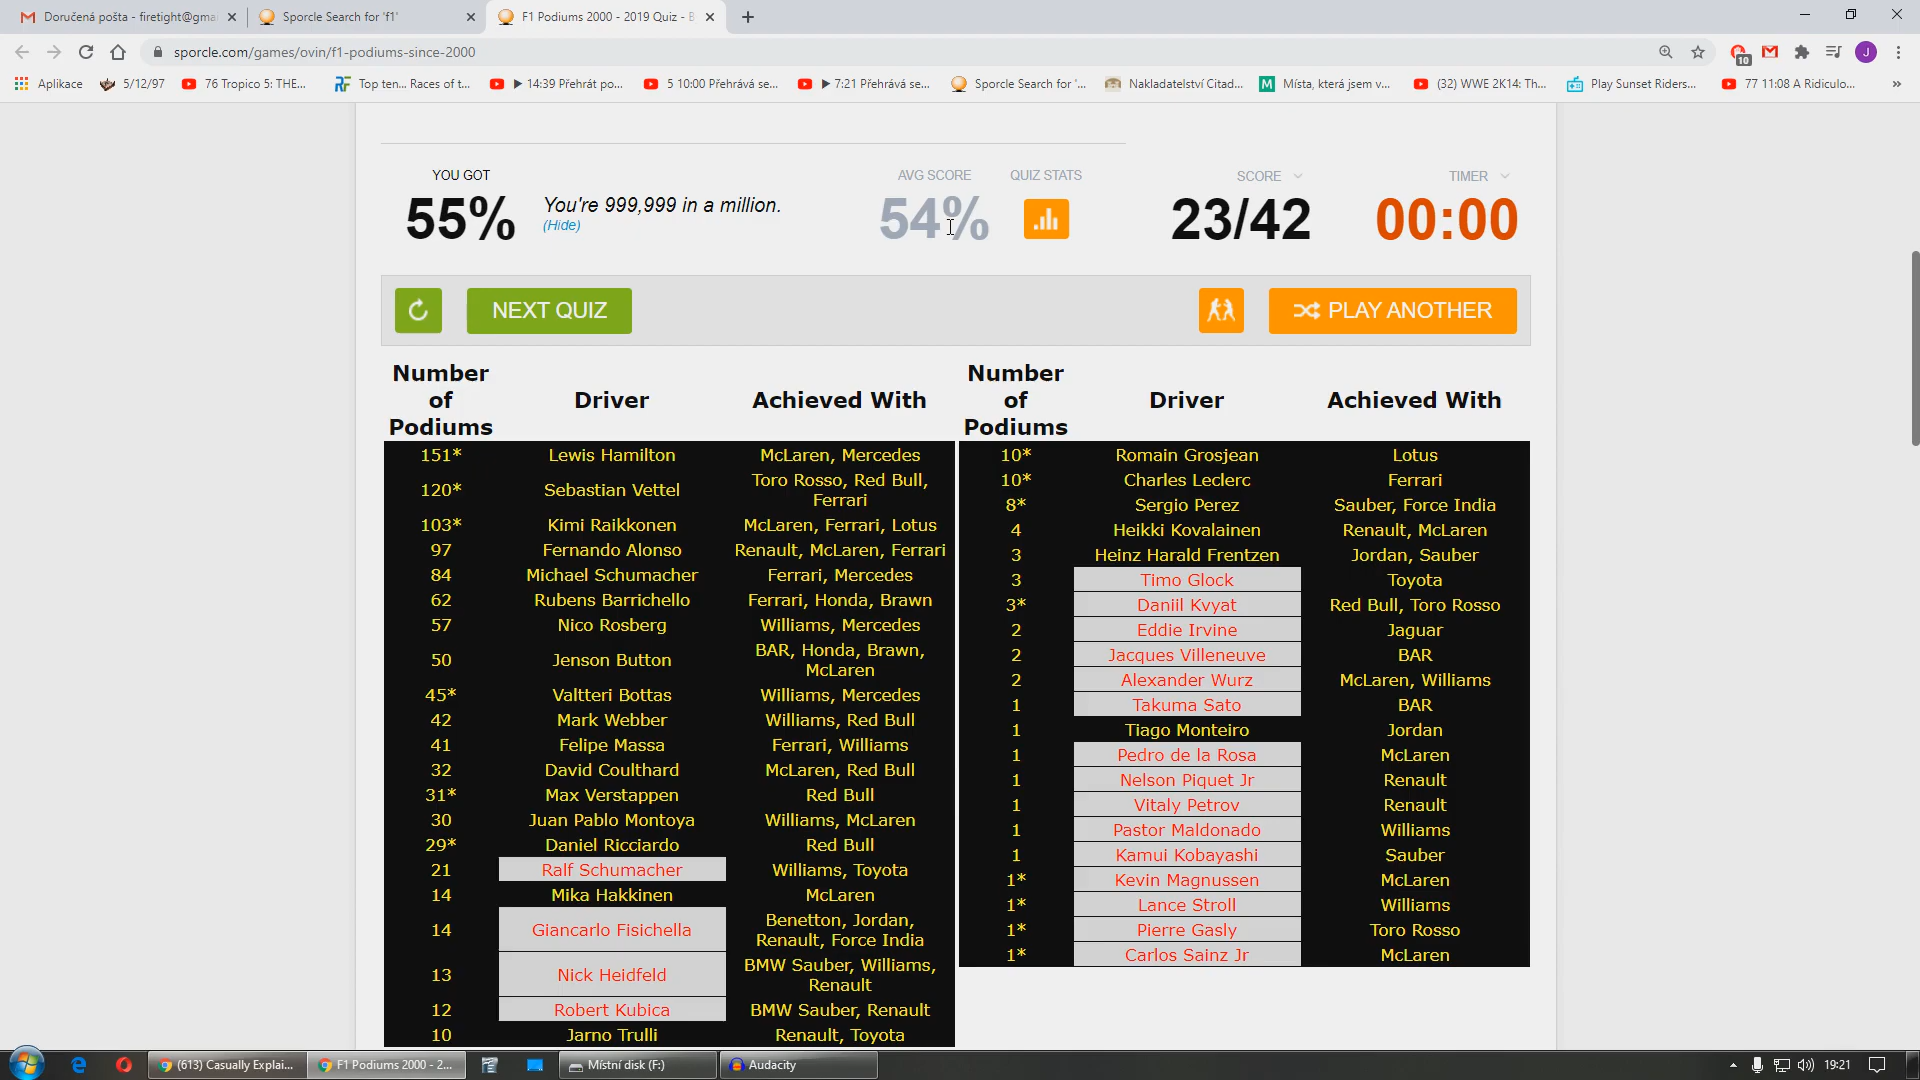 Doručená pošta - firetight@gma
Sporcle Search for 'f1'
F1 Podiums 2000 - 2019 Quiz - B
sporcle.com/games/ovin/f1-podiums-since-2000
10
J
Aplikace
5/12/97
76 Tropico 5: THE...
Top ten... Races of t...
14:39 Přehrát po...
5 10:00 Přehrává se...
7:21 Přehrává se...
Sporcle Search for '...
Nakladatelství Citad...
Místa, která jsem v...
(32) WWE 2K14: Th...
Play Sunset Riders...
77 11:08 A Ridiculo...
YOU GOT
55%
You're 999,999 in a million.
(Hide)
AVG SCORE
54%
QUIZ STATS
SCORE
23/42
TIMER
00:00
NEXT QUIZ
PLAY ANOTHER
Number of Podiums Driver Achieved With
151* Lewis Hamilton McLaren, Mercedes
120* Sebastian Vettel Toro Rosso, Red Bull, Ferrari
103* Kimi Raikkonen McLaren, Ferrari, Lotus
97 Fernando Alonso Renault, McLaren, Ferrari
84 Michael Schumacher Ferrari, Mercedes
62 Rubens Barrichello Ferrari, Honda, Brawn
57 Nico Rosberg Williams, Mercedes
50 Jenson Button BAR, Honda, Brawn, McLaren
45* Valtteri Bottas Williams, Mercedes
42 Mark Webber Williams, Red Bull
41 Felipe Massa Ferrari, Williams
32 David Coulthard McLaren, Red Bull
31* Max Verstappen Red Bull
30 Juan Pablo Montoya Williams, McLaren
29* Daniel Ricciardo Red Bull
21 Ralf Schumacher Williams, Toyota
14 Mika Hakkinen McLaren
14 Giancarlo Fisichella Benetton, Jordan, Renault, Force India
13 Nick Heidfeld BMW Sauber, Williams, Renault
12 Robert Kubica BMW Sauber, Renault
10 Jarno Trulli Renault, Toyota
Number of Podiums Driver Achieved With
10* Romain Grosjean Lotus
10* Charles Leclerc Ferrari
8* Sergio Perez Sauber, Force India
4 Heikki Kovalainen Renault, McLaren
3 Heinz Harald Frentzen Jordan, Sauber
3 Timo Glock Toyota
3* Daniil Kvyat Red Bull, Toro Rosso
2 Eddie Irvine Jaguar
2 Jacques Villeneuve BAR
2 Alexander Wurz McLaren, Williams
1 Takuma Sato BAR
1 Tiago Monteiro Jordan
1 Pedro de la Rosa McLaren
1 Nelson Piquet Jr Renault
1 Vitaly Petrov Renault
1 Pastor Maldonado Williams
1 Kamui Kobayashi Sauber
1* Kevin Magnussen McLaren
1* Lance Stroll Williams
1* Pierre Gasly Toro Rosso
1* Carlos Sainz Jr McLaren
(613) Casually Explai...
F1 Podiums 2000 - 2...
Místní disk (F:)
Audacity
19:21